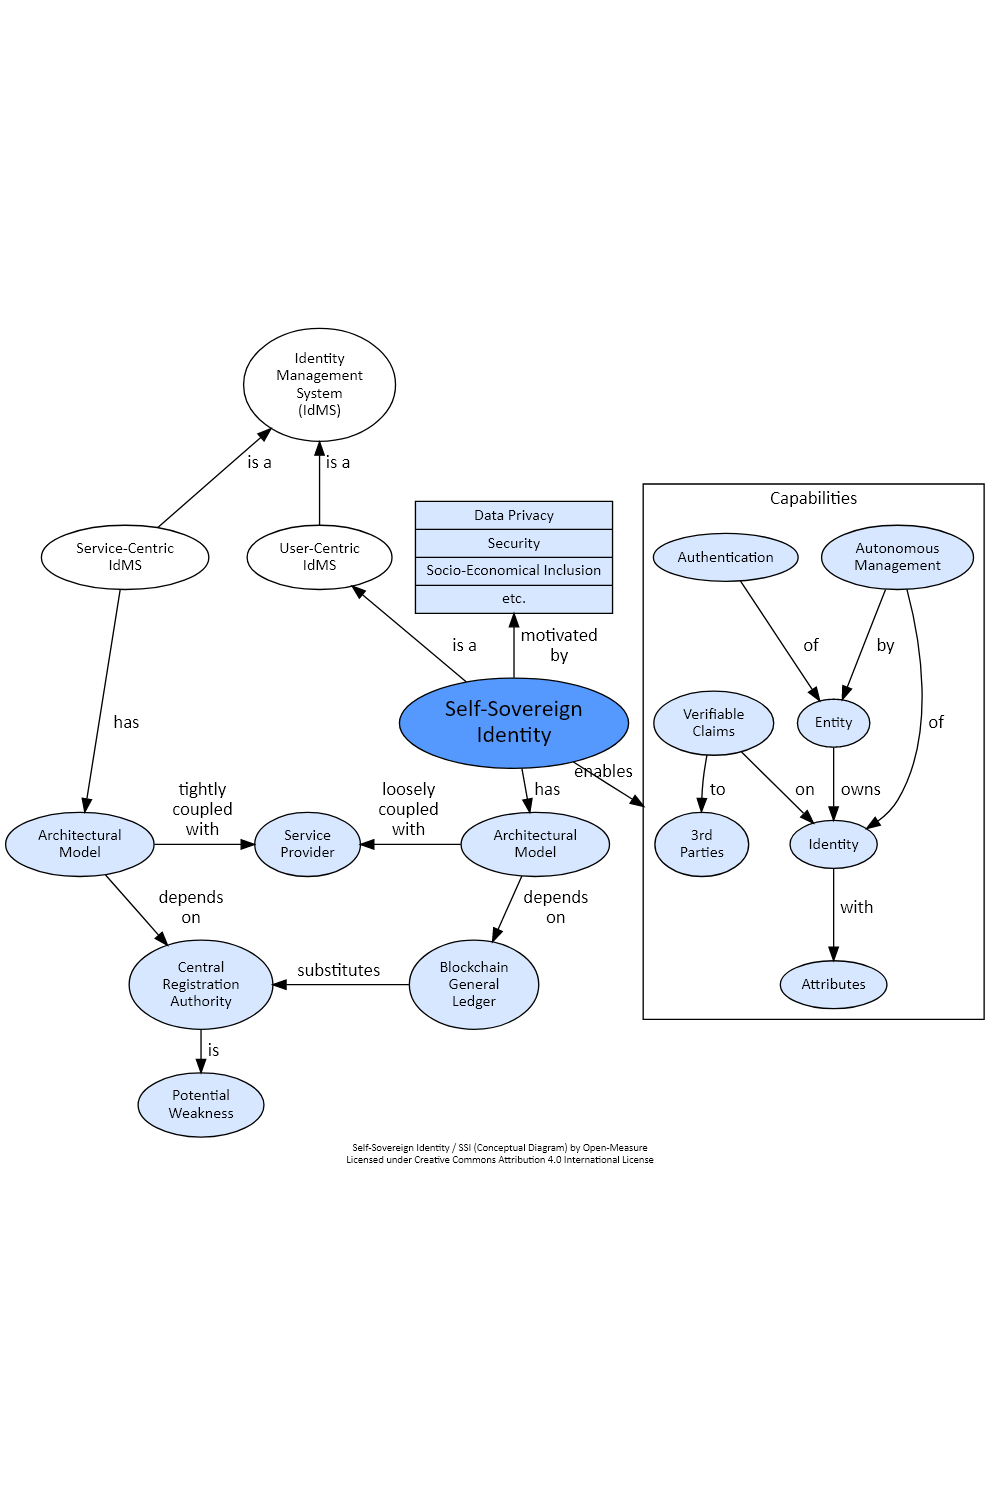 Identity
Management
System
(IdMS)
is a
is a
Service-Centric
IdMS
User-Centric
IdMS
Data Privacy
Security
Socio-Economical Inclusion
etc.
is a
motivated
by
Self-Sovereign
Identity
has
enables
has
tightly
coupled
with
loosely
coupled
with
Architectural
Model
Service
Provider
Architectural
Model
depends
on
depends
on
Central
Registration
Authority
substitutes
Blockchain
General
Ledger
is
Potential
Weakness
Capabilities
Authentication
Autonomous
Management
of
by
of
Verifiable
Claims
Entity
to
on
owns
3rd
Parties
Identity
with
Attributes
Self-Sovereign Identity / SSI (Conceptual Diagram) by Open-Measure
Licensed under Creative Commons Attribution 4.0 International License